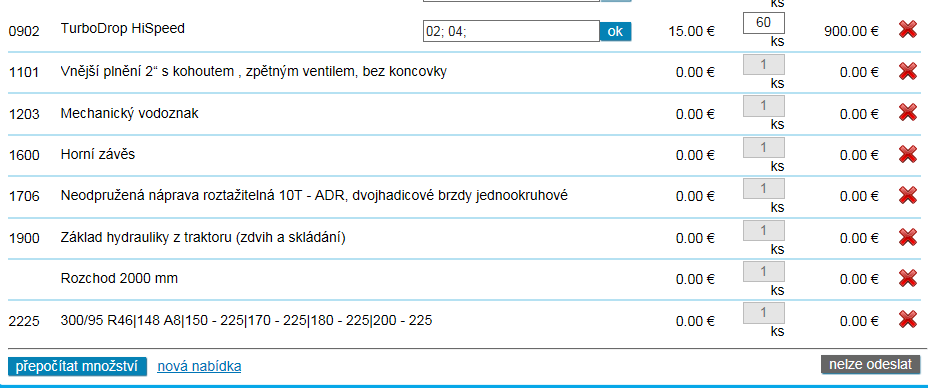 ks
0902 TurboDrop HiSpeed 02; 04; ok 15.00 € 60 900.00 €
ks
1101 Vnější plnění 2“ s kohoutem , zpětným ventilem, bez koncovky 0.00 € 1 0.00 €
ks
1203 Mechanický vodoznak 0.00 € 1 0.00 €
ks
1600 Horní závěs 0.00 € 1 0.00 €
ks
1706 Neodpružená náprava roztažitelná 10T - ADR, dvojhadicové brzdy jednookruhové 0.00 € 1 0.00 €
ks
1900 Základ hydrauliky z traktoru (zdvih a skládání) 0.00 € 1 0.00 €
ks
Rozchod 2000 mm 0.00 € 1 0.00 €
ks
2225 300/95 R46|148 A8|150 - 225|170 - 225|180 - 225|200 - 225 0.00 € 1 0.00 €
ks
přepočítat množství nová nabídka nelze odeslat